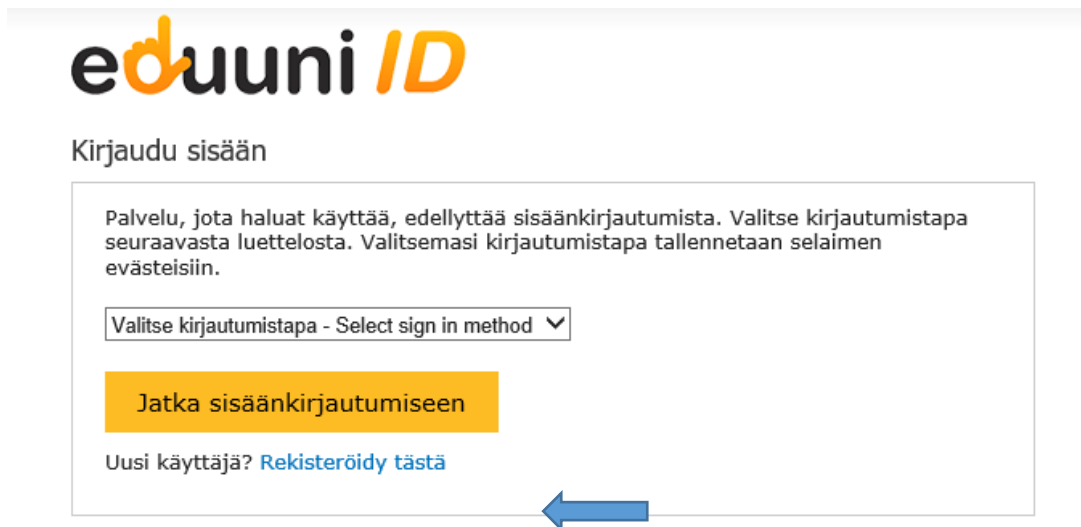 eduuni ID
Kirjaudu sisään
Palvelu, jota haluat käyttää, edellyttää sisäänkirjautumista. Valitse kirjautumistapa
seuraavasta luettelosta. Valitsemasi kirjautumistapa tallennetaan selaimen
evästeisiin.
Valitse kirjautumistapa - Select sign in method
Jatka sisäänkirjautumiseen
Uusi käyttäjä? Rekisteröidy tästä